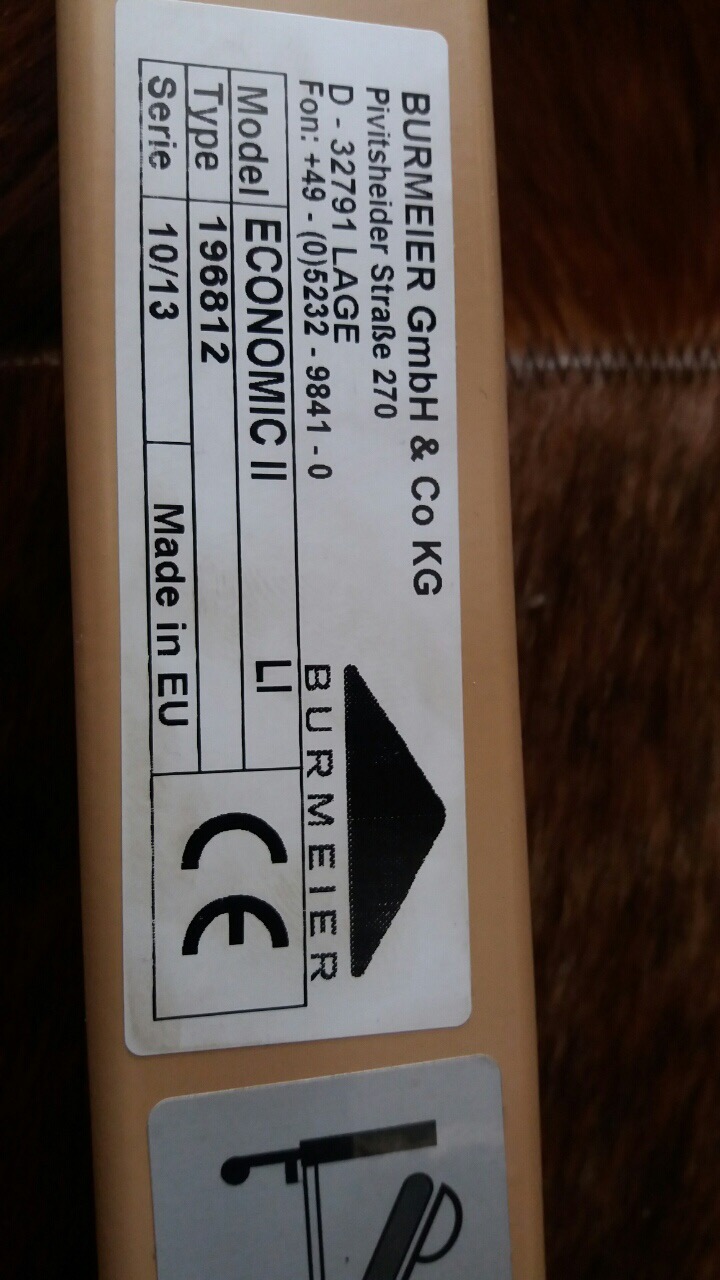 BURMEIER GmbH & Co KG
Pivitsheider Straße 270
D - 32791 LAGE
Fon: +49 - (0)5232 - 9841 - 0
BURMEIER
Model ECONOMIC II LI
Type 196812
Serie 10/13 Made in EU
CE